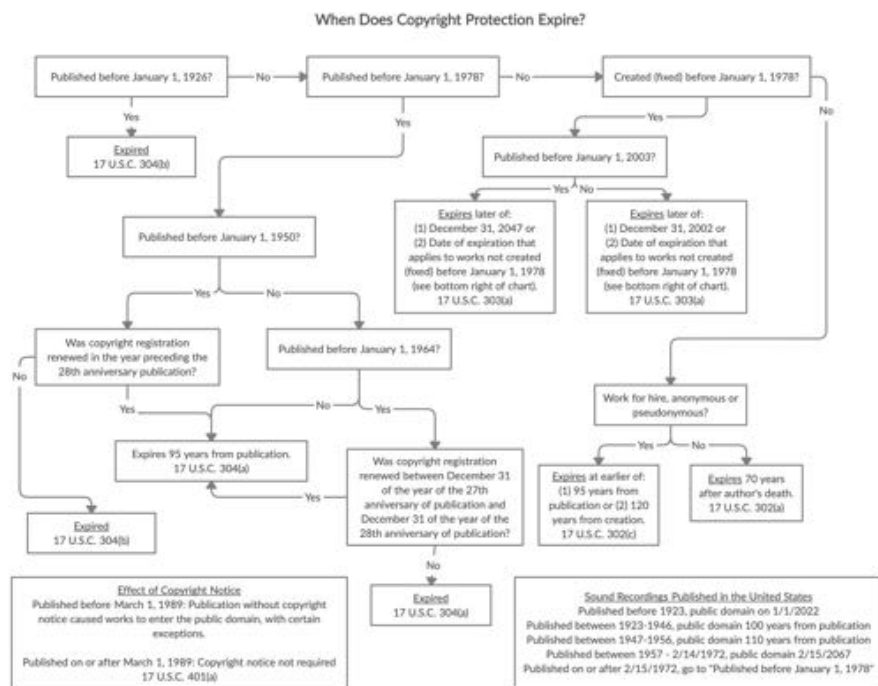 When Does Copyright Protection Expire?
Published before January 1, 1926?
No
Published before January 1, 1978?
No
Created (fixed) before January 1, 1978?
No
Yes
Expired
17 U.S.C. 304(b)
Yes
Yes
Published before January 1, 2003?
Yes
No
Expires later of:
(1) December 31, 2047 or
(2) Date of expiration that
applies to works not created
(fixed) before January 1, 1978
(see bottom right of chart).
17 U.S.C. 303(a)
Expires later of:
(1) December 31, 2002 or
(2) Date of expiration that
applies to works not created
(fixed) before January 1, 1978
(see bottom right of chart).
17 U.S.C. 303(a)
Published before January 1, 1950?
Yes
No
Was copyright registration
renewed in the year preceding the
28th anniversary publication?
No
Yes
Published before January 1, 1964?
No
Yes
Expires 95 years from publication.
17 U.S.C. 304(a)
Yes
Was copyright registration
renewed between December 31
of the year of the 27th
anniversary of publication and
December 31 of the year of the
28th anniversary of publication?
No
Expired
17 U.S.C. 304(a)
Expired
17 U.S.C. 304(b)
Work for hire, anonymous or
pseudonymous?
Yes
No
Expires at earlier of:
(1) 95 years from
publication or (2) 120
years from creation.
17 U.S.C. 302(c)
Expires 70 years
after author's death.
17 U.S.C. 302(a)
Effect of Copyright Notice
Published before March 1, 1989: Publication without copyright
notice caused works to enter the public domain, with certain
exceptions.
Published on or after March 1, 1989: Copyright notice not required
17 U.S.C. 401(a)
Sound Recordings Published in the United States
Published before 1923, public domain on 1/1/2022
Published between 1923-1946, public domain 100 years from publication
Published between 1947-1956, public domain 110 years from publication
Published between 1957 - 2/14/1972, public domain 2/15/2067
Published on or after 2/15/1972, go to "Published before January 1, 1978"